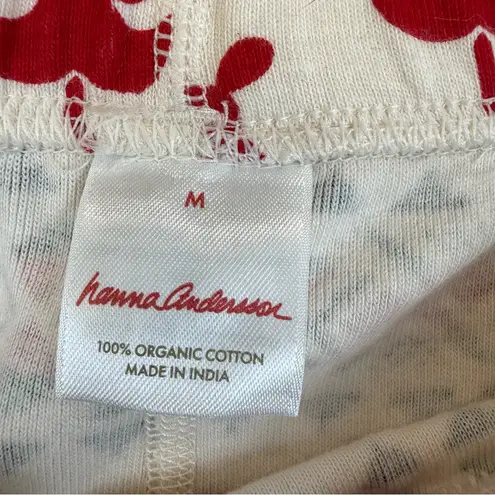 M
hanna andersson
100% ORGANIC COTTON
MADE IN INDIA